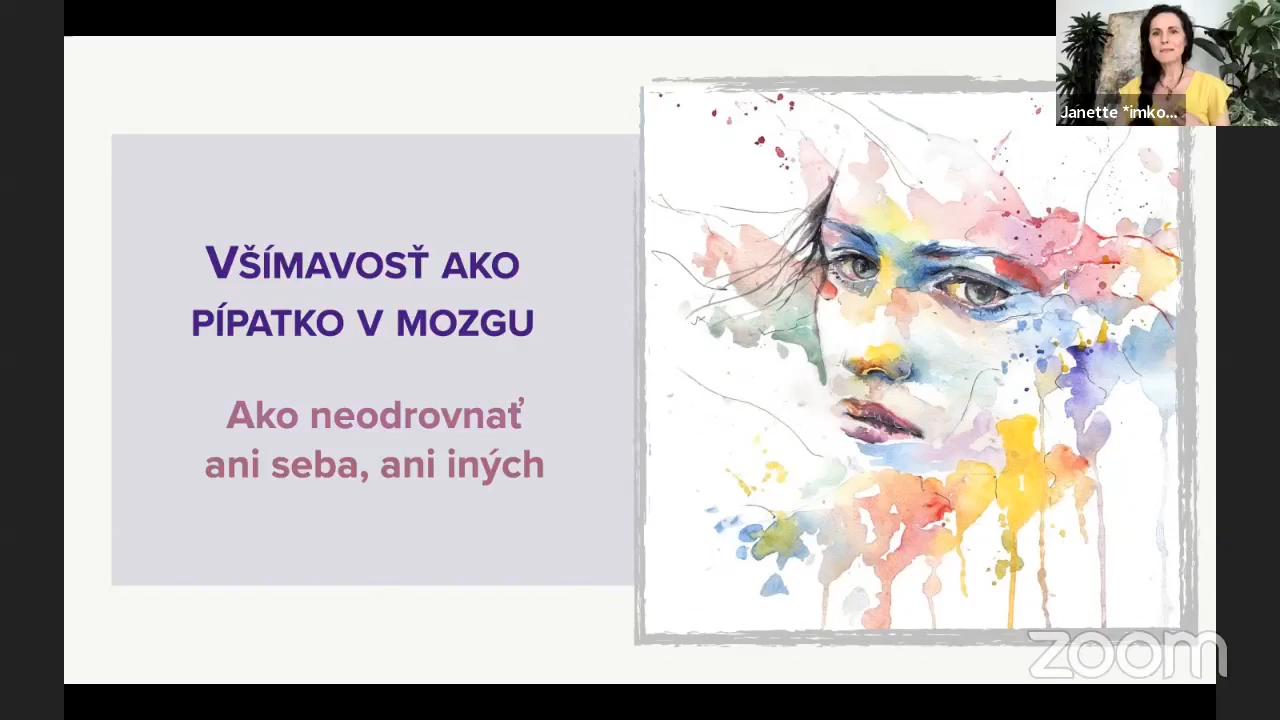 VŠÍMAVOSŤ AKO
PÍPATKO V MOZGU
Ako neodrovnať
ani seba, ani iných
Janette *imko...
zoom